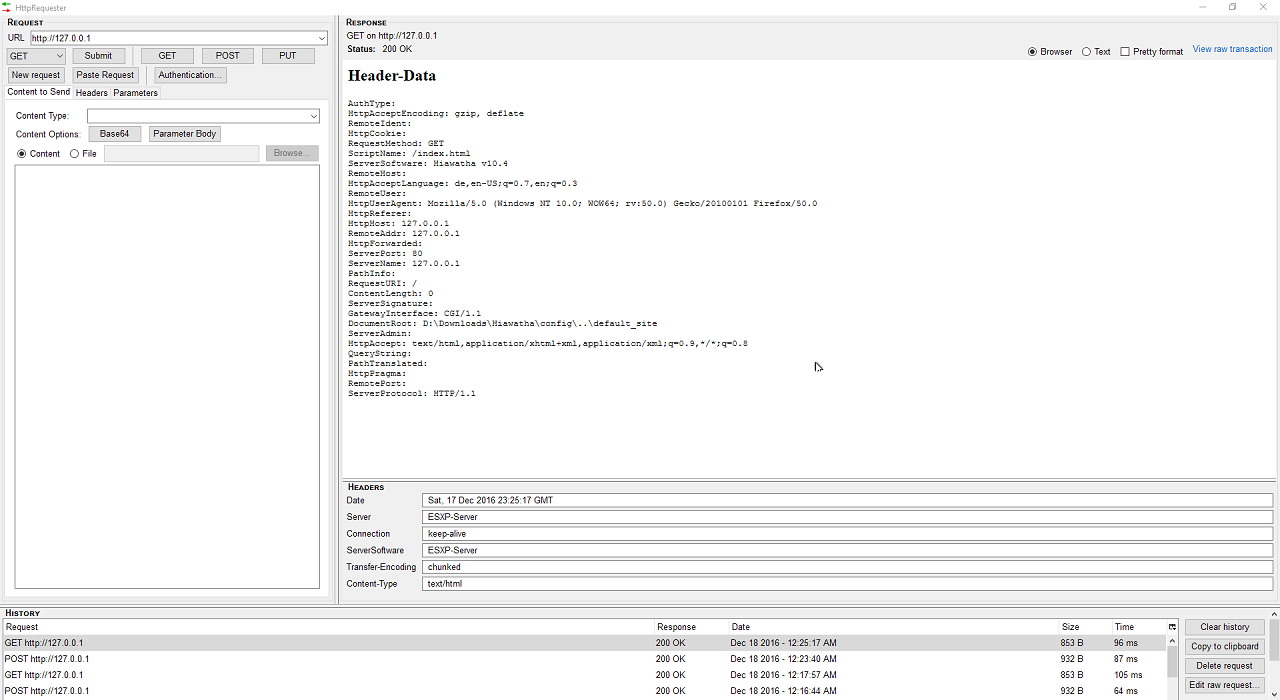 HttpRequester
REQUEST
URL http://127.0.0.1
GET Submit GET POST PUT
New request Paste Request Authentication...
Content to Send Headers Parameters
Content Type:
Content Options: Base64 Parameter Body
Content File Browse...
RESPONSE
GET on http://127.0.0.1
Status: 200 OK
Browser Text Pretty format View raw transaction
Header-Data
AuthType:
HttpAcceptEncoding: gzip, deflate
RemoteIdent:
HttpCookie:
RequestMethod: GET
ScriptName: /index.html
ServerSoftware: Hiawatha v10.4
RemoteHost:
HttpAcceptLanguage: de,en-US;q=0.7,en;q=0.3
RemoteUser:
HttpUserAgent: Mozilla/5.0 (Windows NT 10.0; WOW64; rv:50.0) Gecko/20100101 Firefox/50.0
HttpReferer:
HttpHost: 127.0.0.1
RemoteAddr: 127.0.0.1
HttpForwarded:
ServerPort: 80
ServerName: 127.0.0.1
PathInfo:
RequestURI: /
ContentLength: 0
ServerSignature:
GatewayInterface: CGI/1.1
DocumentRoot: D:\Downloads\Hiawatha\config\..\default_site
ServerAdmin:
HttpAccept: text/html,application/xhtml+xml,application/xml;q=0.9,*/*;q=0.8
QueryString:
PathTranslated:
HttpPragma:
RemotePort:
ServerProtocol: HTTP/1.1
HEADERS
Date Sat, 17 Dec 2016 23:25:17 GMT
Server ESXP-Server
Connection keep-alive
ServerSoftware ESXP-Server
Transfer-Encoding chunked
Content-Type text/html
HISTORY
Request Response Date Size Time
GET http://127.0.0.1 200 OK Dec 18 2016 - 12:25:17 AM 853 B 96 ms
POST http://127.0.0.1 200 OK Dec 18 2016 - 12:23:40 AM 932 B 87 ms
GET http://127.0.0.1 200 OK Dec 18 2016 - 12:17:57 AM 853 B 105 ms
POST http://127.0.0.1 200 OK Dec 18 2016 - 12:16:44 AM 932 B 64 ms
Clear history
Copy to clipboard
Delete request
Edit raw request...